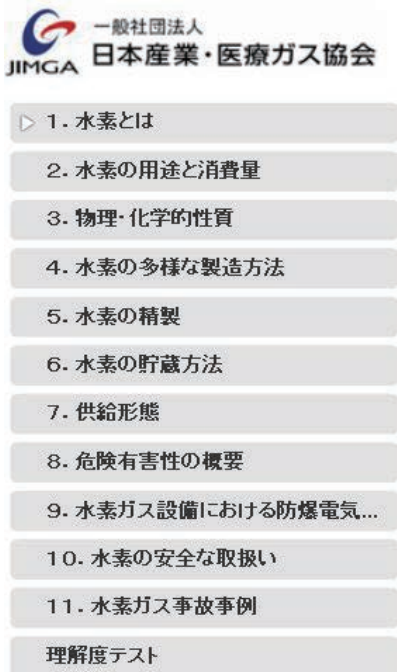 一般社団法人
JIMGA 日本産業・医療ガス協会
1. 水素とは
2. 水素の用途と消費量
3. 物理・化学的性質
4. 水素の多様な製造方法
5. 水素の精製
6. 水素の貯蔵方法
7. 供給形態
8. 危険有害性の概要
9. 水素ガス設備における防爆電気...
10. 水素の安全な取扱い
11. 水素ガス事故事例
理解度テスト